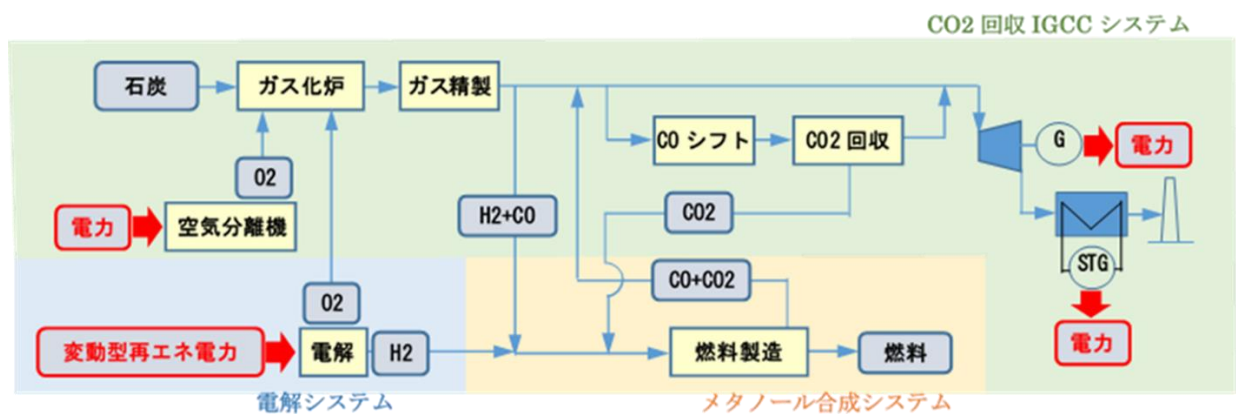 CO2 回収 IGCC システム
石炭
ガス化炉
ガス精製
CO シフト
CO2 回収
G
電力
O2
H2+CO
CO2
電力
空気分離機
CO+CO2
STG
O2
変動型再エネ電力
電解
H2
燃料製造
燃料
電力
電解システム
メタノール合成システム